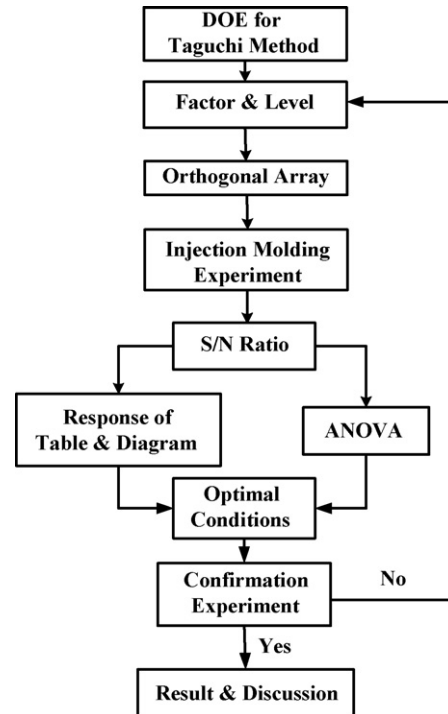 DOE for
Taguchi Method
Factor & Level
Orthogonal Array
Injection Molding
Experiment
S/N Ratio
Response of
Table & Diagram
ANOVA
Optimal
Conditions
Confirmation
Experiment
No
Yes
Result & Discussion